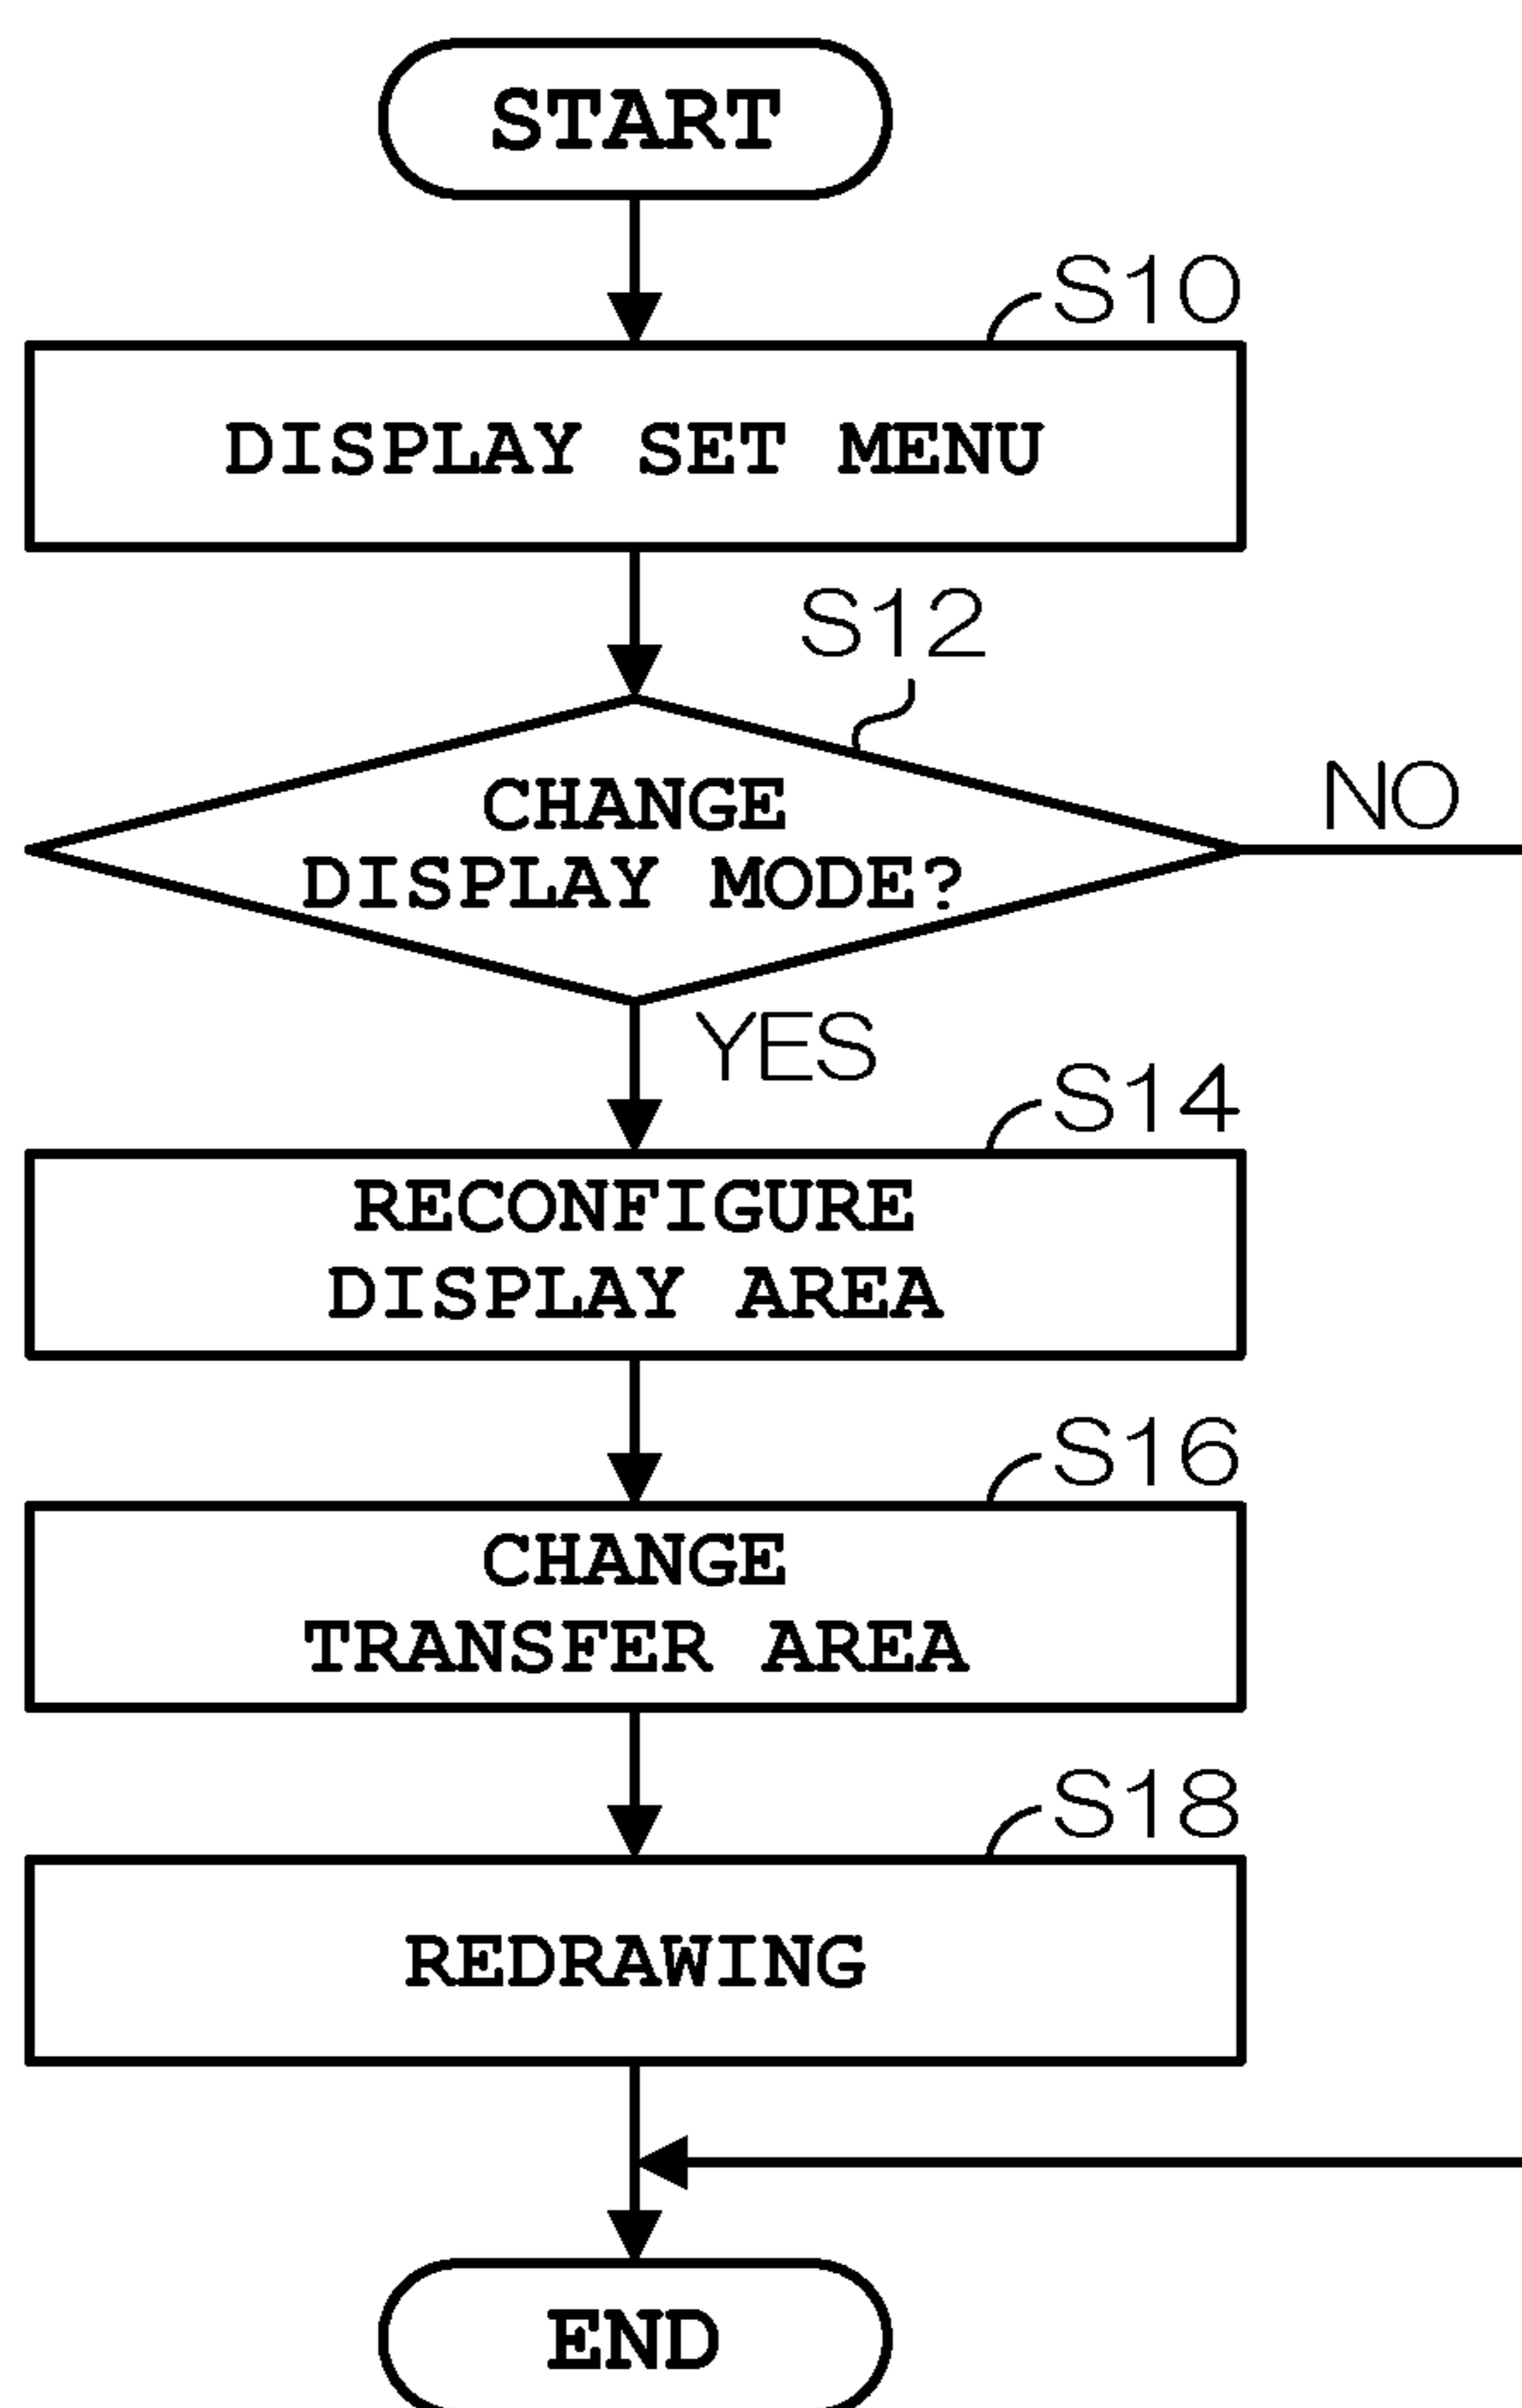 START
S10
DISPLAY SET MENU
S12
CHANGE
DISPLAY MODE?
NO
YES
S14
RECONFIGURE
DISPLAY AREA
S16
CHANGE
TRANSFER AREA
S18
REDRAWING
END